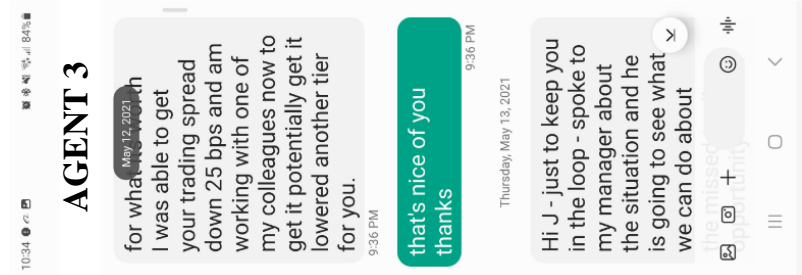 10:34
84%
AGENT 3
May 12, 2021
for what
I was able to get
your trading spread
down 25 bps and am
working with one of
my colleagues now to
get it potentially get it
lowered another tier
for you.
9:36 PM
that's nice of you
thanks
9:36 PM
Thursday, May 13, 2021
Hi J - just to keep you
in the loop - spoke to
my manager about
the situation and he
is going to see what
we can do about
the missed
opportunity